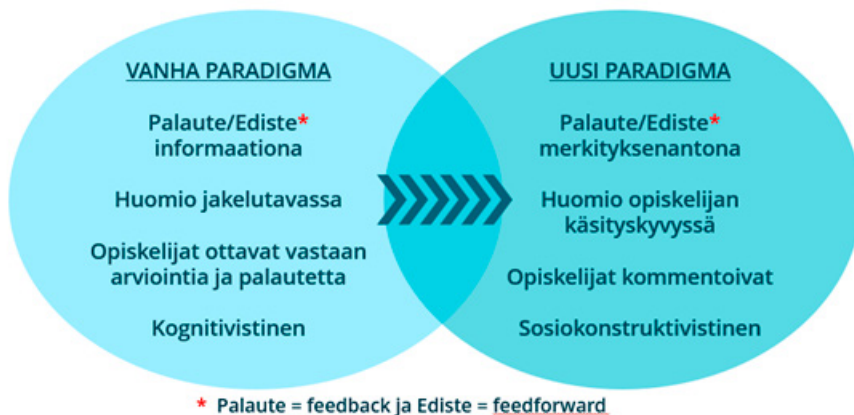 VANHA PARADIGMA
Palaute/Ediste*
informaationa
Huomio jakelutavassa
Opiskelijat ottavat vastaan
arviointia ja palautetta
Kognitivistinen
UUSI PARADIGMA
Palaute/Ediste*
merkityksenantona
Huomio opiskelijan
käsityskyvyssä
Opiskelijat kommentoivat
Sosiokonstruktivistinen
* Palaute = feedback ja Ediste = feedforward